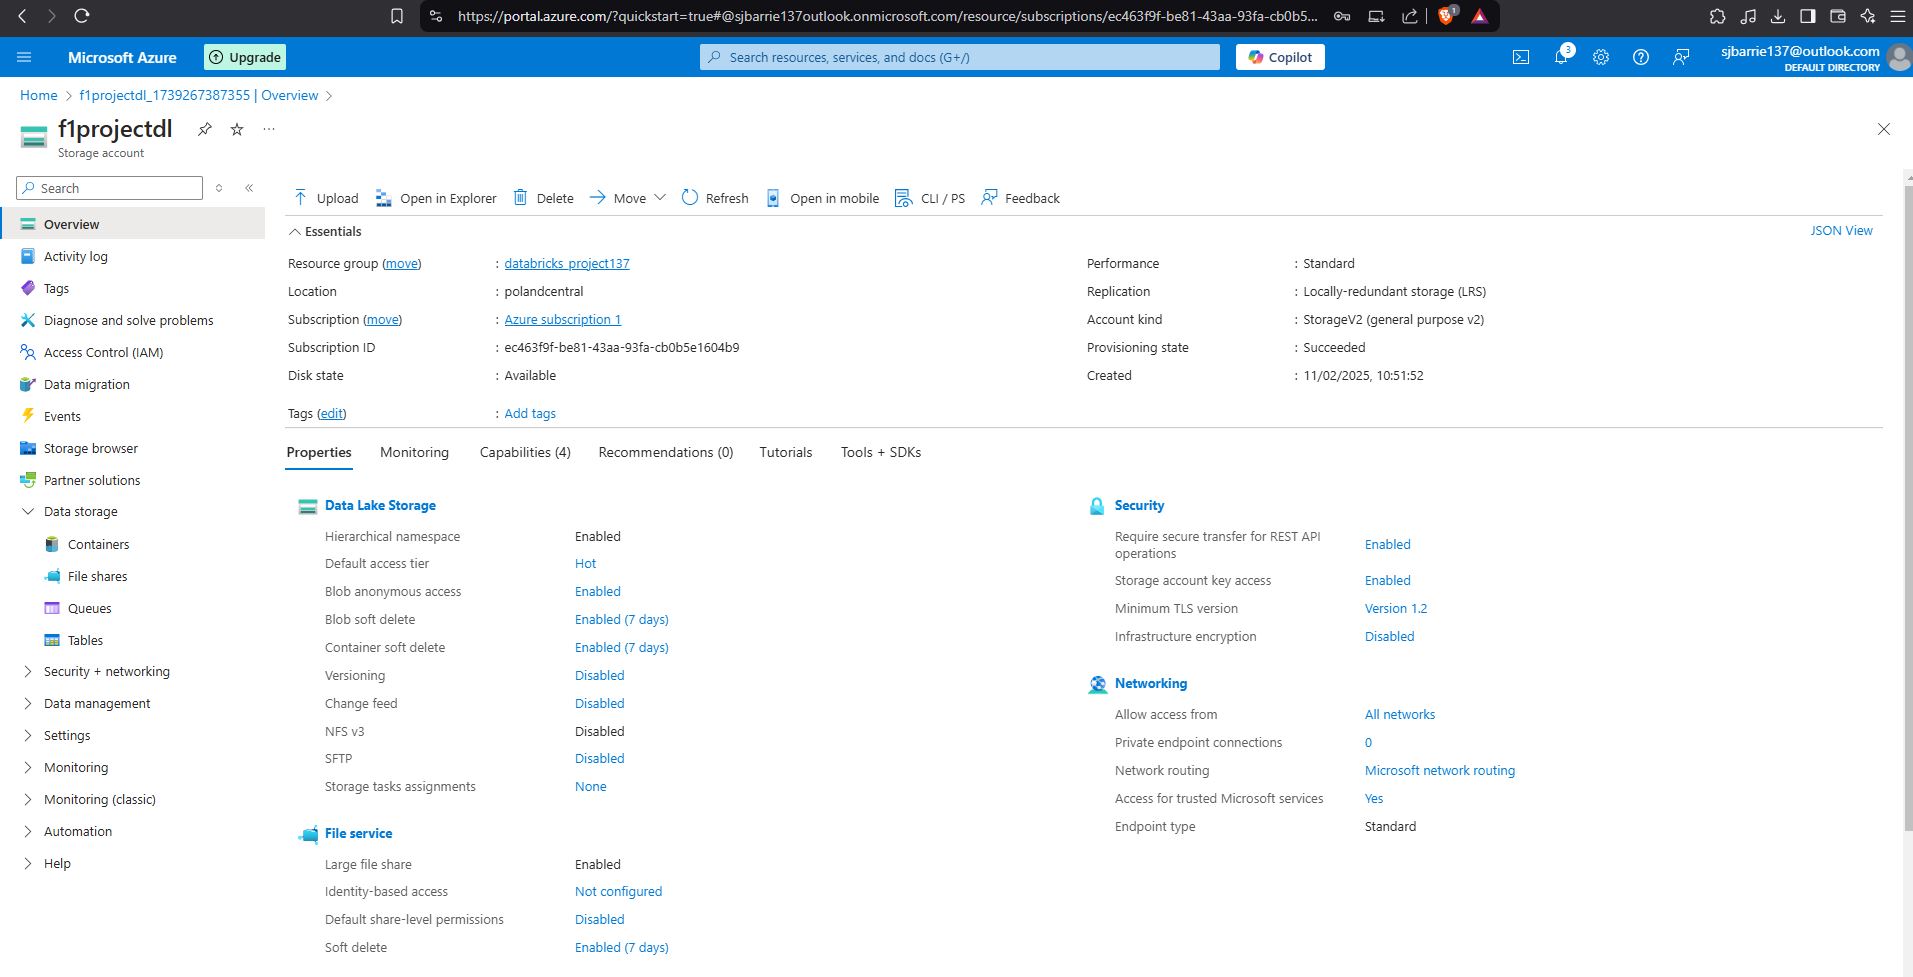 https://portal.azure.com/?quickstart=true#@sjbarrie137outlook.onmicrosoft.com/resource/subscriptions/ec463f9f-be81-43aa-93fa-cb0b5... 1
Microsoft Azure Upgrade Search resources, services, and docs (G+/) Copilot 3 sjbarrie137@outlook.com
DEFAULT DIRECTORY
Home > f1projectdl_1739267387355 | Overview >
f1projectdl ...
Storage account
Search
Overview
Activity log
Tags
Diagnose and solve problems
Access Control (IAM)
Data migration
Events
Storage browser
Partner solutions
Data storage
Containers
File shares
Queues
Tables
Security + networking
Data management
Settings
Monitoring
Monitoring (classic)
Automation
Help
Upload Open in Explorer Delete Move Refresh Open in mobile CLI / PS Feedback
Essentials JSON View
Resource group (move) : databricks_project137
Location : polandcentral
Subscription (move) : Azure subscription 1
Subscription ID : ec463f9f-be81-43aa-93fa-cb0b5e1604b9
Disk state : Available
Tags (edit) : Add tags
Performance : Standard
Replication : Locally-redundant storage (LRS)
Account kind : StorageV2 (general purpose v2)
Provisioning state : Succeeded
Created : 11/02/2025, 10:51:52
Properties Monitoring Capabilities (4) Recommendations (0) Tutorials Tools + SDKs
Data Lake Storage
Hierarchical namespace Enabled
Default access tier Hot
Blob anonymous access Enabled
Blob soft delete Enabled (7 days)
Container soft delete Enabled (7 days)
Versioning Disabled
Change feed Disabled
NFS v3 Disabled
SFTP Disabled
Storage tasks assignments None
File service
Large file share Enabled
Identity-based access Not configured
Default share-level permissions Disabled
Soft delete Enabled (7 days)
Security
Require secure transfer for REST API
operations Enabled
Storage account key access Enabled
Minimum TLS version Version 1.2
Infrastructure encryption Disabled
Networking
Allow access from All networks
Private endpoint connections 0
Network routing Microsoft network routing
Access for trusted Microsoft services Yes
Endpoint type Standard